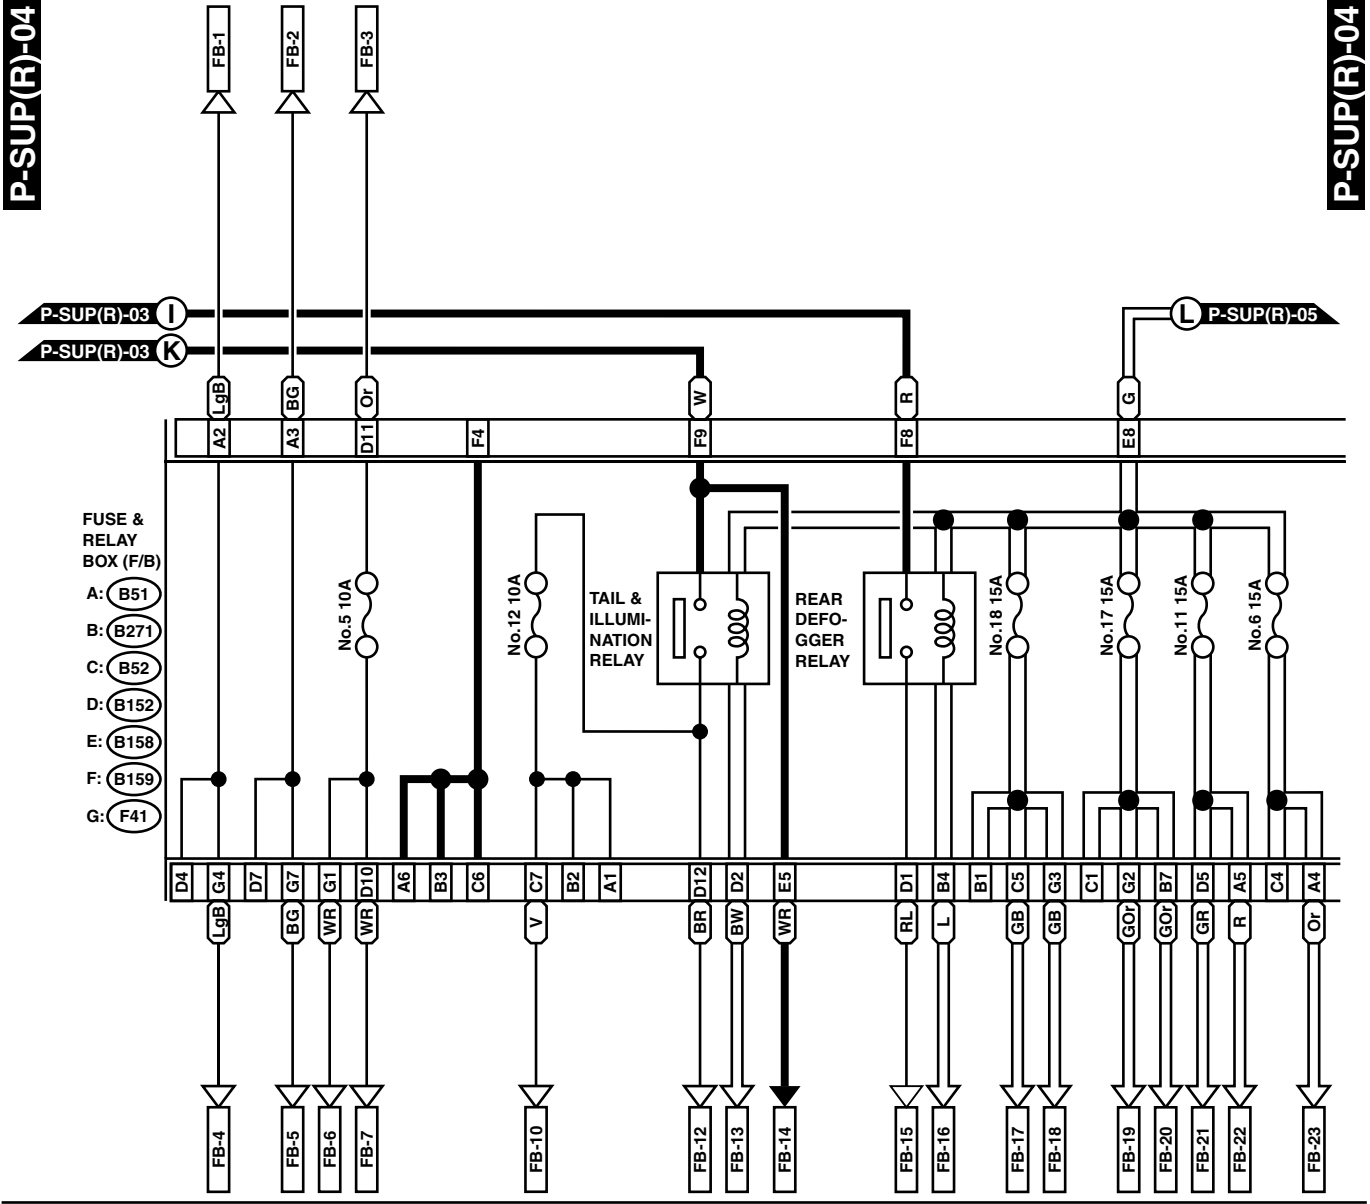 P-SUP(R)-04
P-SUP(R)-04
FB-1
FB-2
FB-3
P-SUP(R)-03
I
L
P-SUP(R)-05
P-SUP(R)-03
K
LgB
BG
Or
W
R
G
A2
A3
D11
F4
F9
F8
E8
FUSE &
RELAY
BOX (F/B)
A: B51
B: B271
C: B52
D: B152
E: B158
F: B159
G: F41
No.5 10A
No.12 10A
TAIL &
ILLUMI-
NATION
RELAY
REAR
DEFO-
GGER
RELAY
No.18 15A
No.17 15A
No.11 15A
No.6 15A
D4
G4
D7
G7
G1
D10
A6
B3
C6
C7
B2
A1
D12
D2
E5
D1
B4
B1
C5
G3
C1
G2
B7
D5
A5
C4
A4
LgB
BG
WR
WR
V
BR
BW
WR
RL
L
GB
GB
GOr
GOr
GR
R
Or
FB-4
FB-5
FB-6
FB-7
FB-10
FB-12
FB-13
FB-14
FB-15
FB-16
FB-17
FB-18
FB-19
FB-20
FB-21
FB-22
FB-23